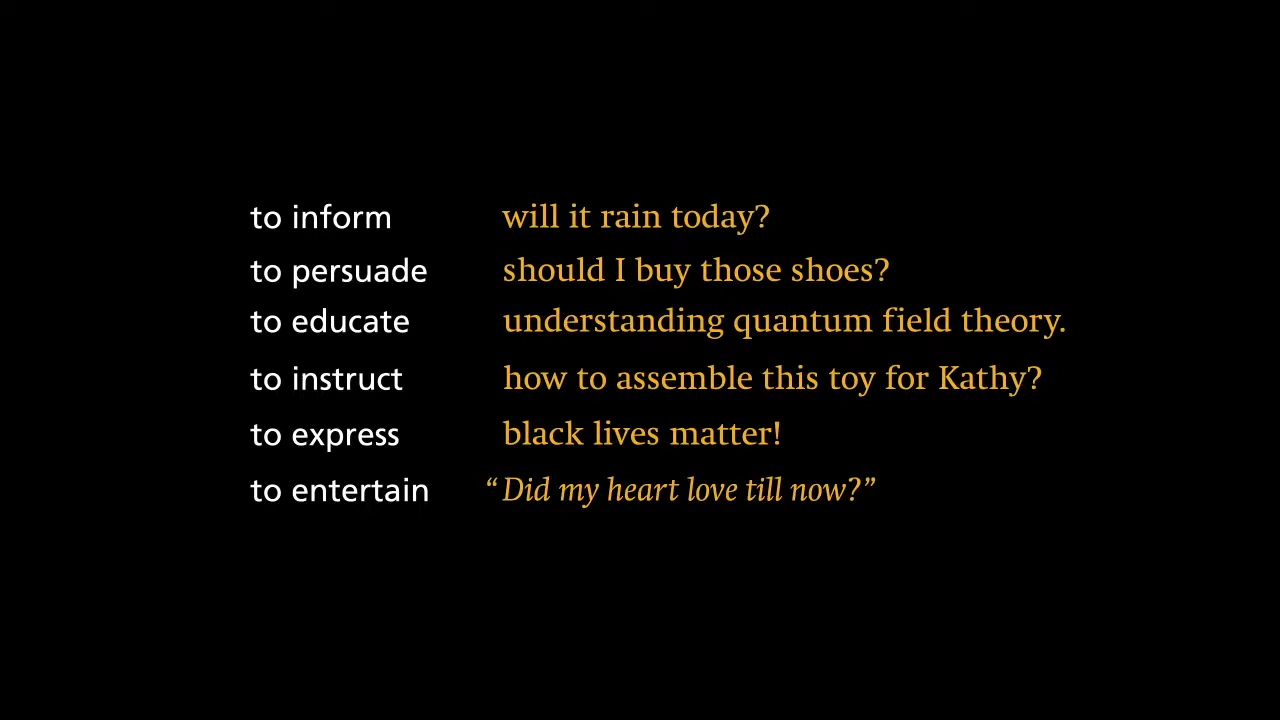 to inform will it rain today?
to persuade should I buy those shoes?
to educate understanding quantum field theory.
to instruct how to assemble this toy for Kathy?
to express black lives matter!
to entertain “Did my heart love till now?”